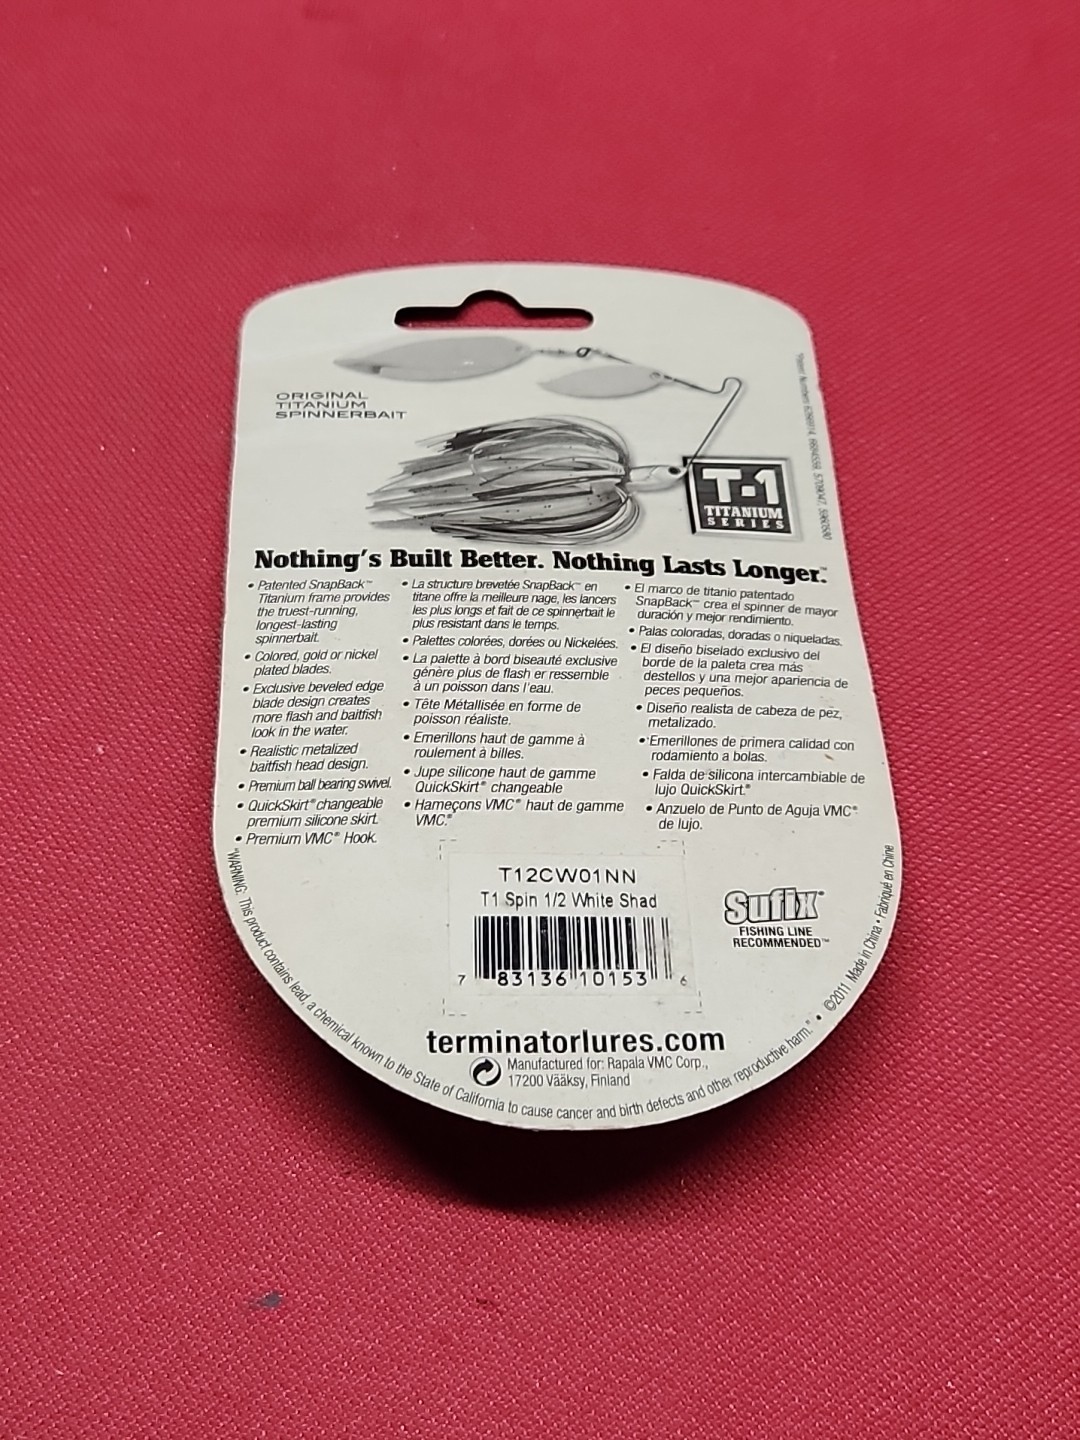 ORIGINAL
TITANIUM
SPINNERBAIT
T-1
TITANIUM
SERIES
Nothing's Built Better. Nothing Lasts Longer.™
• Patented SnapBack™
Titanium frame provides
the truest-running,
longest-lasting
spinnerbait.
• Colored, gold or nickel
plated blades.
• Exclusive beveled edge
blade design creates
more flash and baitfish
look in the water.
• Realistic metalized
baitfish head design.
• Premium ball bearing swivel.
• QuickSkirt® changeable
premium silicone skirt.
• Premium VMC® Hook.
• La structure brevetée SnapBack™ en
titane offre la meilleure nage, les lancers
les plus longs et fait de ce spinnerbait le
plus resistant dans le temps.
• Palettes colorées, dorées ou Nickelées.
• La palette à bord biseauté exclusive
génère plus de flash er ressemble
à un poisson dans l'eau.
• Tête Métallisée en forme de
poisson réaliste.
• Emerillons haut de gamme à
roulement à billes.
• Jupe silicone haut de gamme
QuickSkirt® changeable
• Hameçons VMC® haut de gamme
VMC.®
• El marco de titanio patentado
SnapBack™ crea el spinner de mayor
duración y mejor rendimiento.
• Palas coloradas, doradas o niqueladas.
• El diseño biselado exclusivo del
borde de la paleta crea más
destellos y una mejor apariencia de
peces pequeños.
• Diseño realista de cabeza de pez,
metalizado.
• Emerillones de primera calidad con
rodamiento a bolas.
• Falda de silicona intercambiable de
lujo QuickSkirt.®
• Anzuelo de Punto de Aguja VMC®
de lujo.
T12CW01NN
T1 Spin 1/2 White Shad
7 83136 10153 6
Sufix®
FISHING LINE
RECOMMENDED™
terminatorlures.com
Manufactured for: Rapala VMC Corp.,
17200 Vääksy, Finland
"WARNING: This product contains lead, a chemical known to the State of California to cause cancer and birth defects and other reproductive harm." • ©2011 Made in China • Fabriqué en Chine